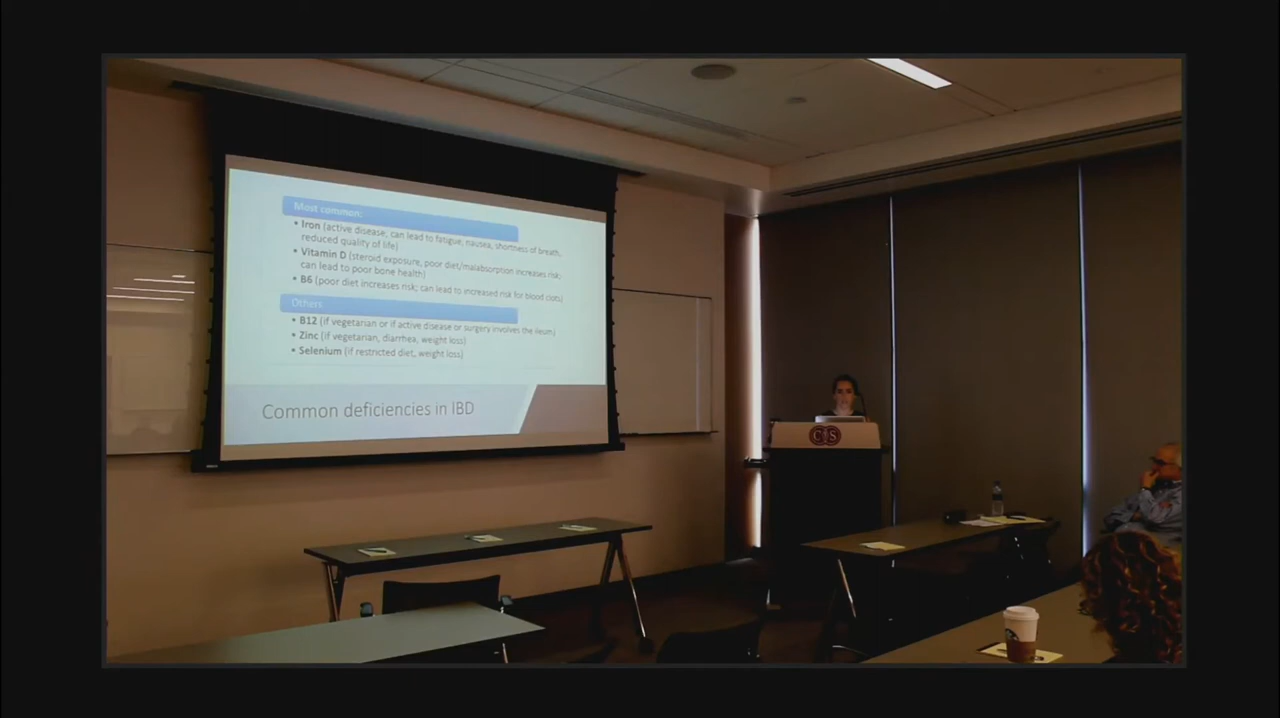 Most common:
• Iron (active disease, can lead to fatigue, nausea, shortness of breath,
reduced quality of life)
• Vitamin D (steroid exposure, poor diet/malabsorption increases risk;
can lead to poor bone health)
• B6 (poor diet increases risk; can lead to increased risk for blood clots)
Others
• B12 (if vegetarian or if active disease or surgery involves the ileum)
• Zinc (if vegetarian, diarrhea, weight loss)
• Selenium (if restricted diet, weight loss)
Common deficiencies in IBD
C S